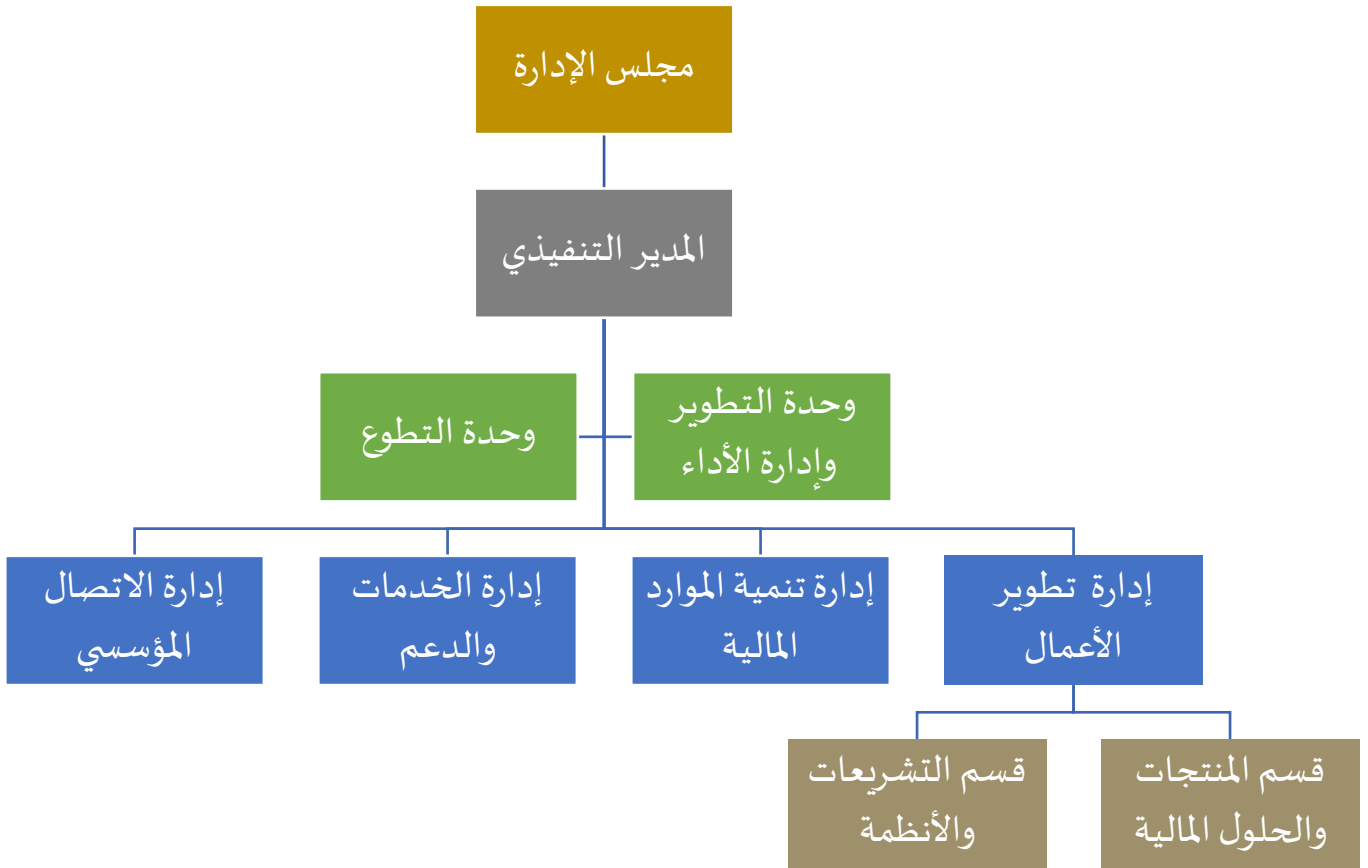 مجلس الإدارة
المدير التنفيذي
وحدة التطوير
وإدارة الأداء
وحدة التطوع
إدارة تطوير
الأعمال
إدارة تنمية الموارد
المالية
إدارة الخدمات
والدعم
إدارة الاتصال
المؤسسي
قسم المنتجات
والحلول المالية
قسم التشريعات
والأنظمة